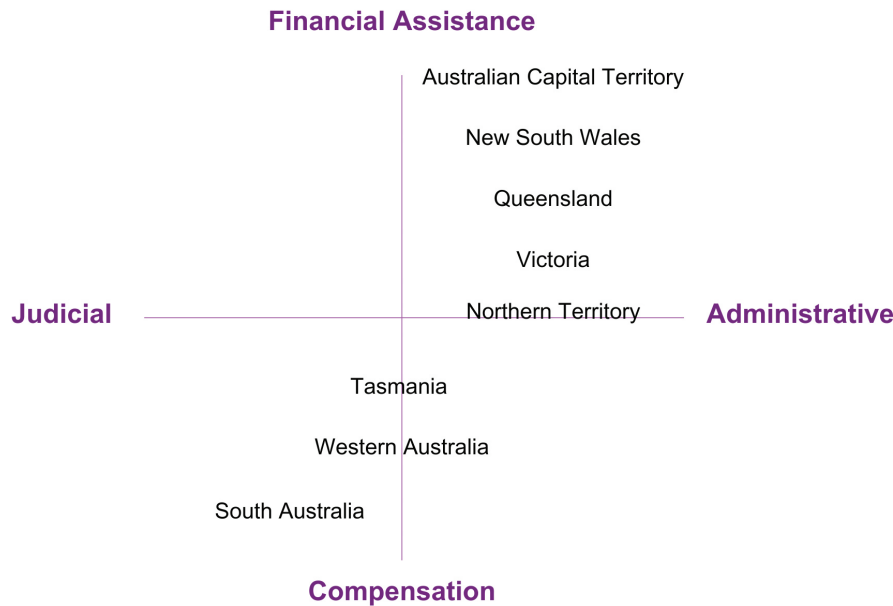 Financial Assistance
Australian Capital Territory
New South Wales
Queensland
Victoria
Judicial
Northern Territory
Administrative
Tasmania
Western Australia
South Australia
Compensation